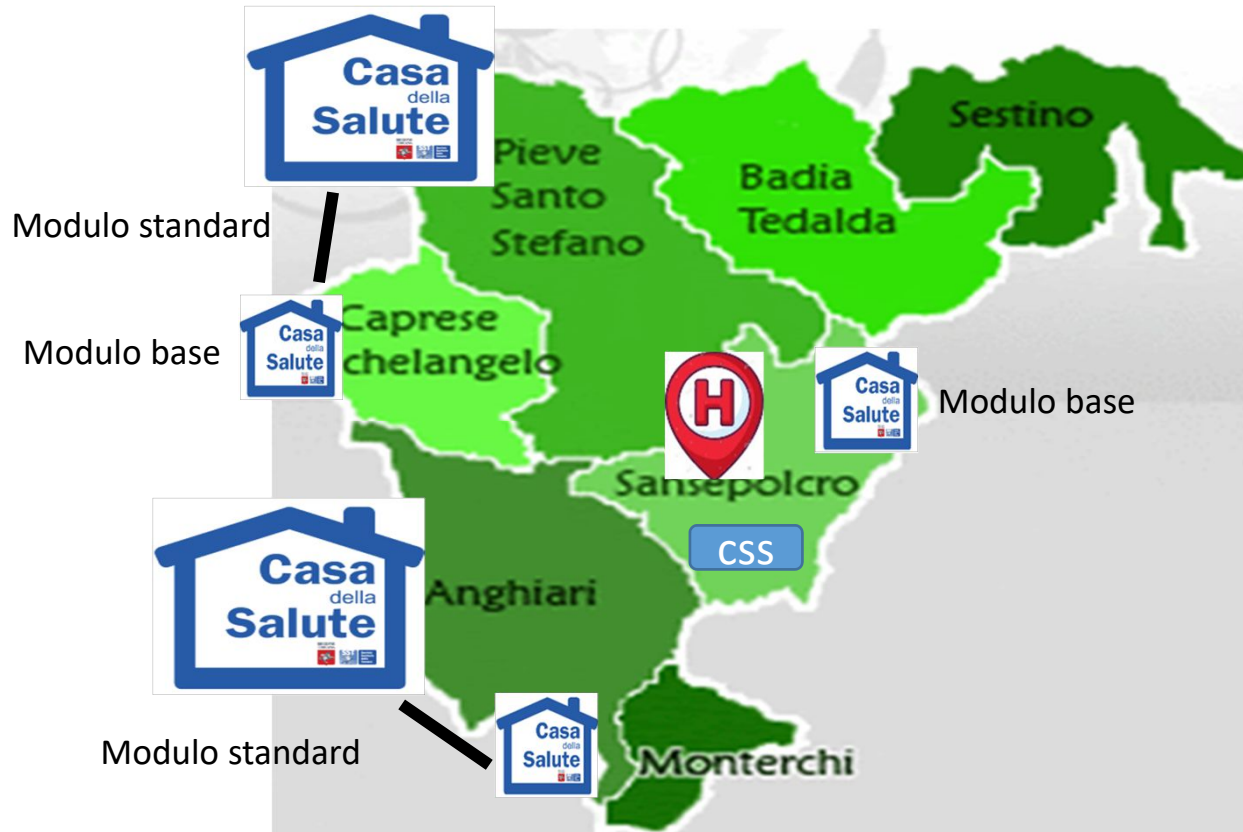 Casa
della
Salute
Pieve
Santo
Stefano
Badia
Tedalda
Sestino
Modulo standard
Modulo base
Casa
della
Salute
Caprese
chelangelo
H
Casa
della
Salute
Modulo base
Sansepolcro
css
Casa
della
Salute
Anghiari
Modulo standard
Casa
della
Salute
Monterchi